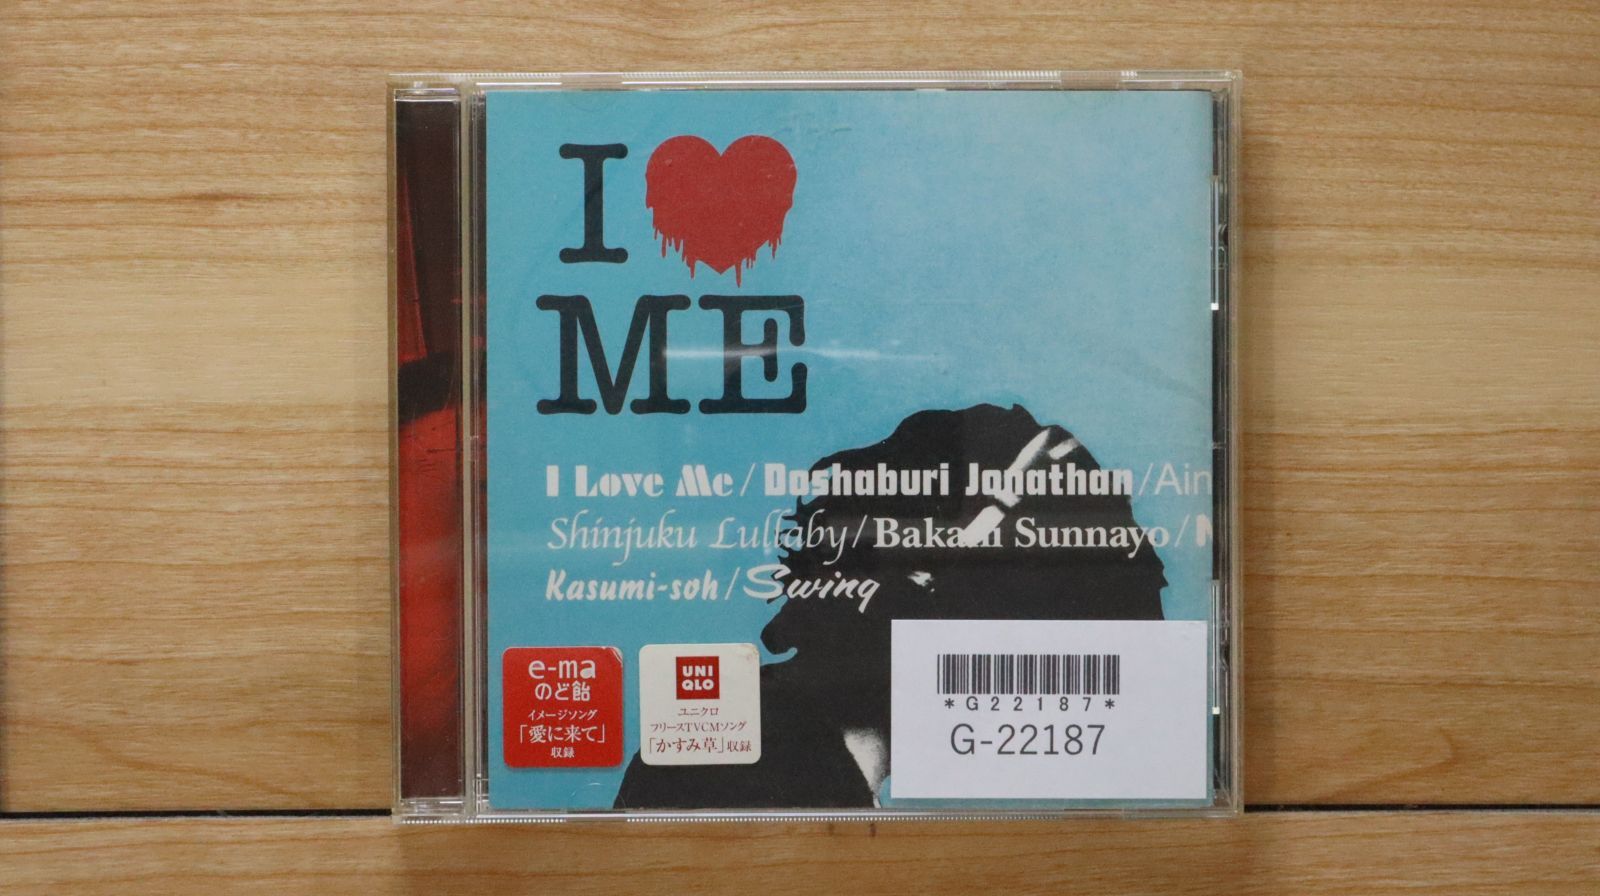 I
ME
I Love Me / Doshaburi Jonathan /
Shinjuku Lullaby / Bakami Sunnayo /
Kasumi-soh / Swing
e-ma
のど飴
イメージソング
「愛に来て」
収録
UNI
QLO
ユニクロ
フリースTVCMソング
「かすみ草」収録
*G22187*
G-22187